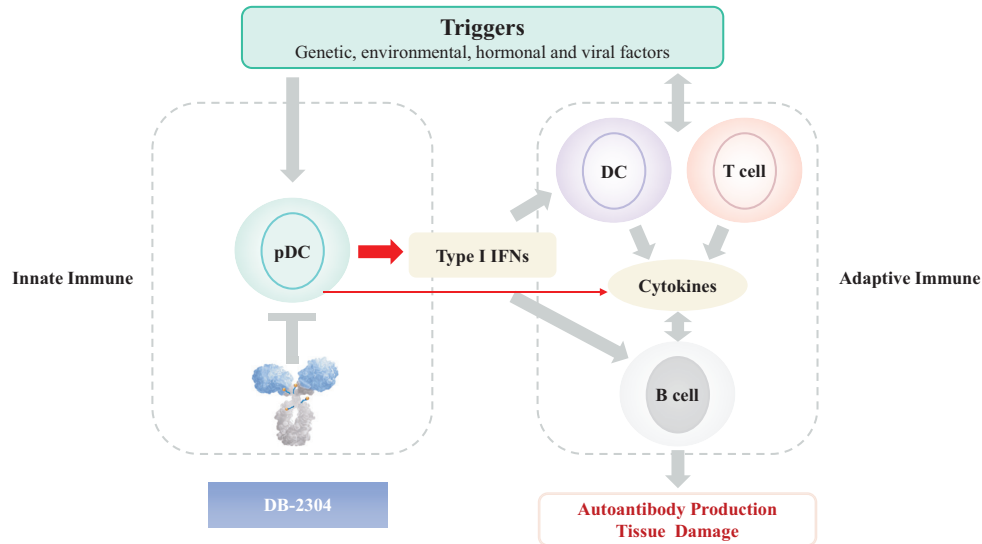 Triggers
Genetic, environmental, hormonal and viral factors
DC
T cell
pDC
Type I IFNs
Innate Immune
Cytokines
Adaptive Immune
B cell
DB-2304
Autoantibody Production
Tissue Damage